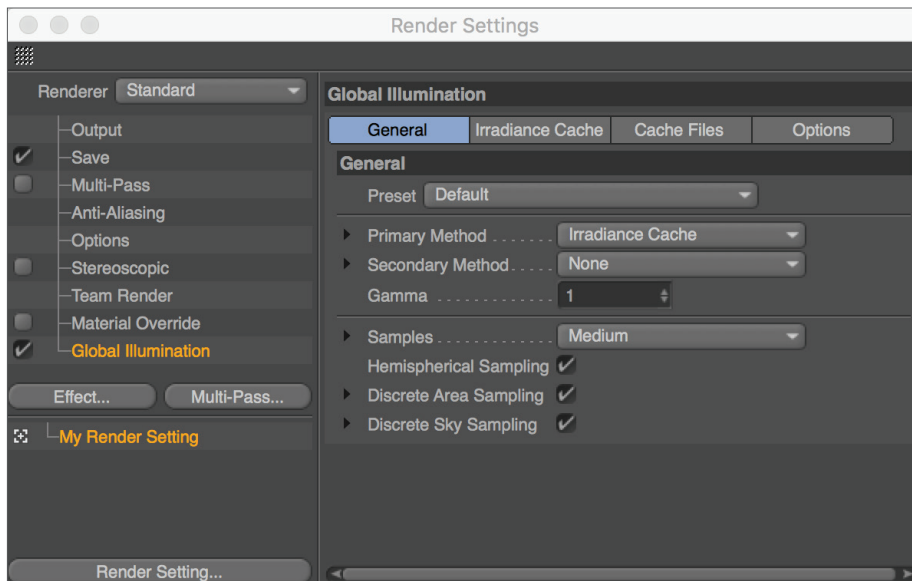 Render Settings
Renderer Standard
Output
Save
Multi-Pass
Anti-Aliasing
Options
Stereoscopic
Team Render
Material Override
Global Illumination
Effect... Multi-Pass...
My Render Setting
Render Setting...
Global Illumination
General Irradiance Cache Cache Files Options
General
Preset Default
Primary Method . . . . . . . Irradiance Cache
Secondary Method . . . . . None
Gamma . . . . . . . . . . . . . 1
Samples . . . . . . . . . . . . . Medium
Hemispherical Sampling
Discrete Area Sampling
Discrete Sky Sampling